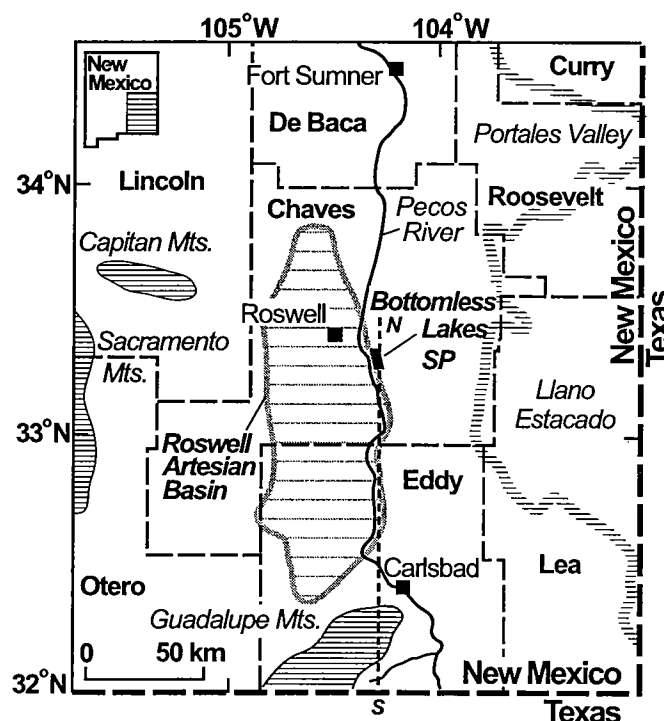 105°W
104°W
New
Mexico
Fort Sumner
Curry
De Baca
Portales Valley
34°N
Lincoln
Roosevelt
Chaves
Pecos
River
Capitan Mts.
New Mexico
Texas
Bottomless
Roswell
N
Lakes
SP
Sacramento
Mts.
Llano
Estacado
33°N
Roswell
Artesian
Basin
Eddy
Carlsbad
Lea
Otero
Guadalupe Mts.
0 50 km
32°N
New Mexico
Texas
S